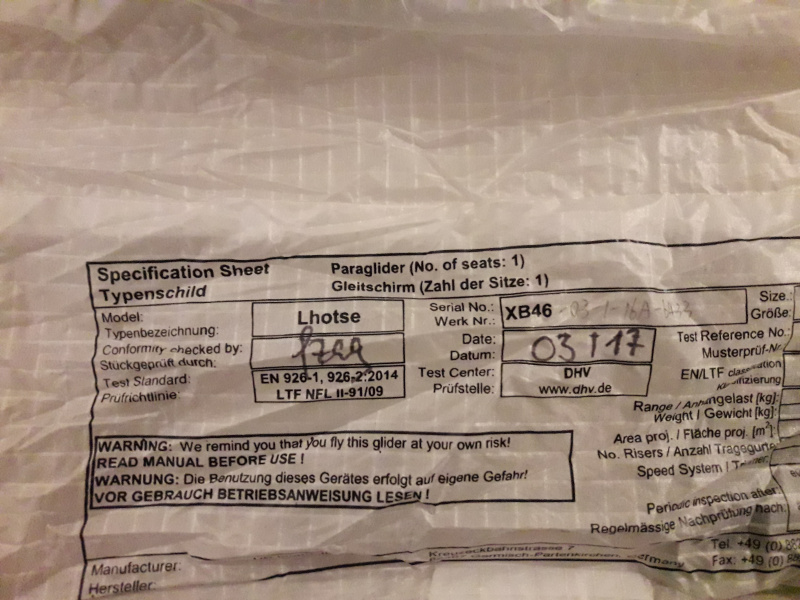 Specification Sheet Paraglider (No. of seats: 1)
Typenschild Gleitschirm (Zahl der Sitze: 1)
Model: Lhotse Serial No.: XB46 Size.:
Typenbezeichnung: Werk Nr.: Größe:
Conformity checked by: Date: 03 17 Test Reference No.:
Stückgeprüft durch: Datum: Musterprüf-Nr
Test Standard: EN 926-1, 926-2:2014 Test Center: DHV EN/LTF classification
Prüfrichtlinie: LTF NFL II-91/09 Prüfstelle: www.dhv.de
Range / Anhangelast [kg]:
Weight / Gewicht [kg]:
Area proj. / Fläche proj. [m²]:
No. Risers / Anzahl Traggurte
Speed System /
WARNING: We remind you that you fly this glider at your own risk!
READ MANUAL BEFORE USE !
WARNUNG: Die Benutzung dieses Gerätes erfolgt auf eigene Gefahr!
VOR GEBRAUCH BETRIEBSANWEISUNG LESEN !
Periodic inspection after:
Regelmässige Nachprüfung nach:
Manufacturer: Kreuzeckbahnstrasse 7 Tel. +49 (0)
Hersteller: Garmisch-Partenkirchen Fax: +49 (0)